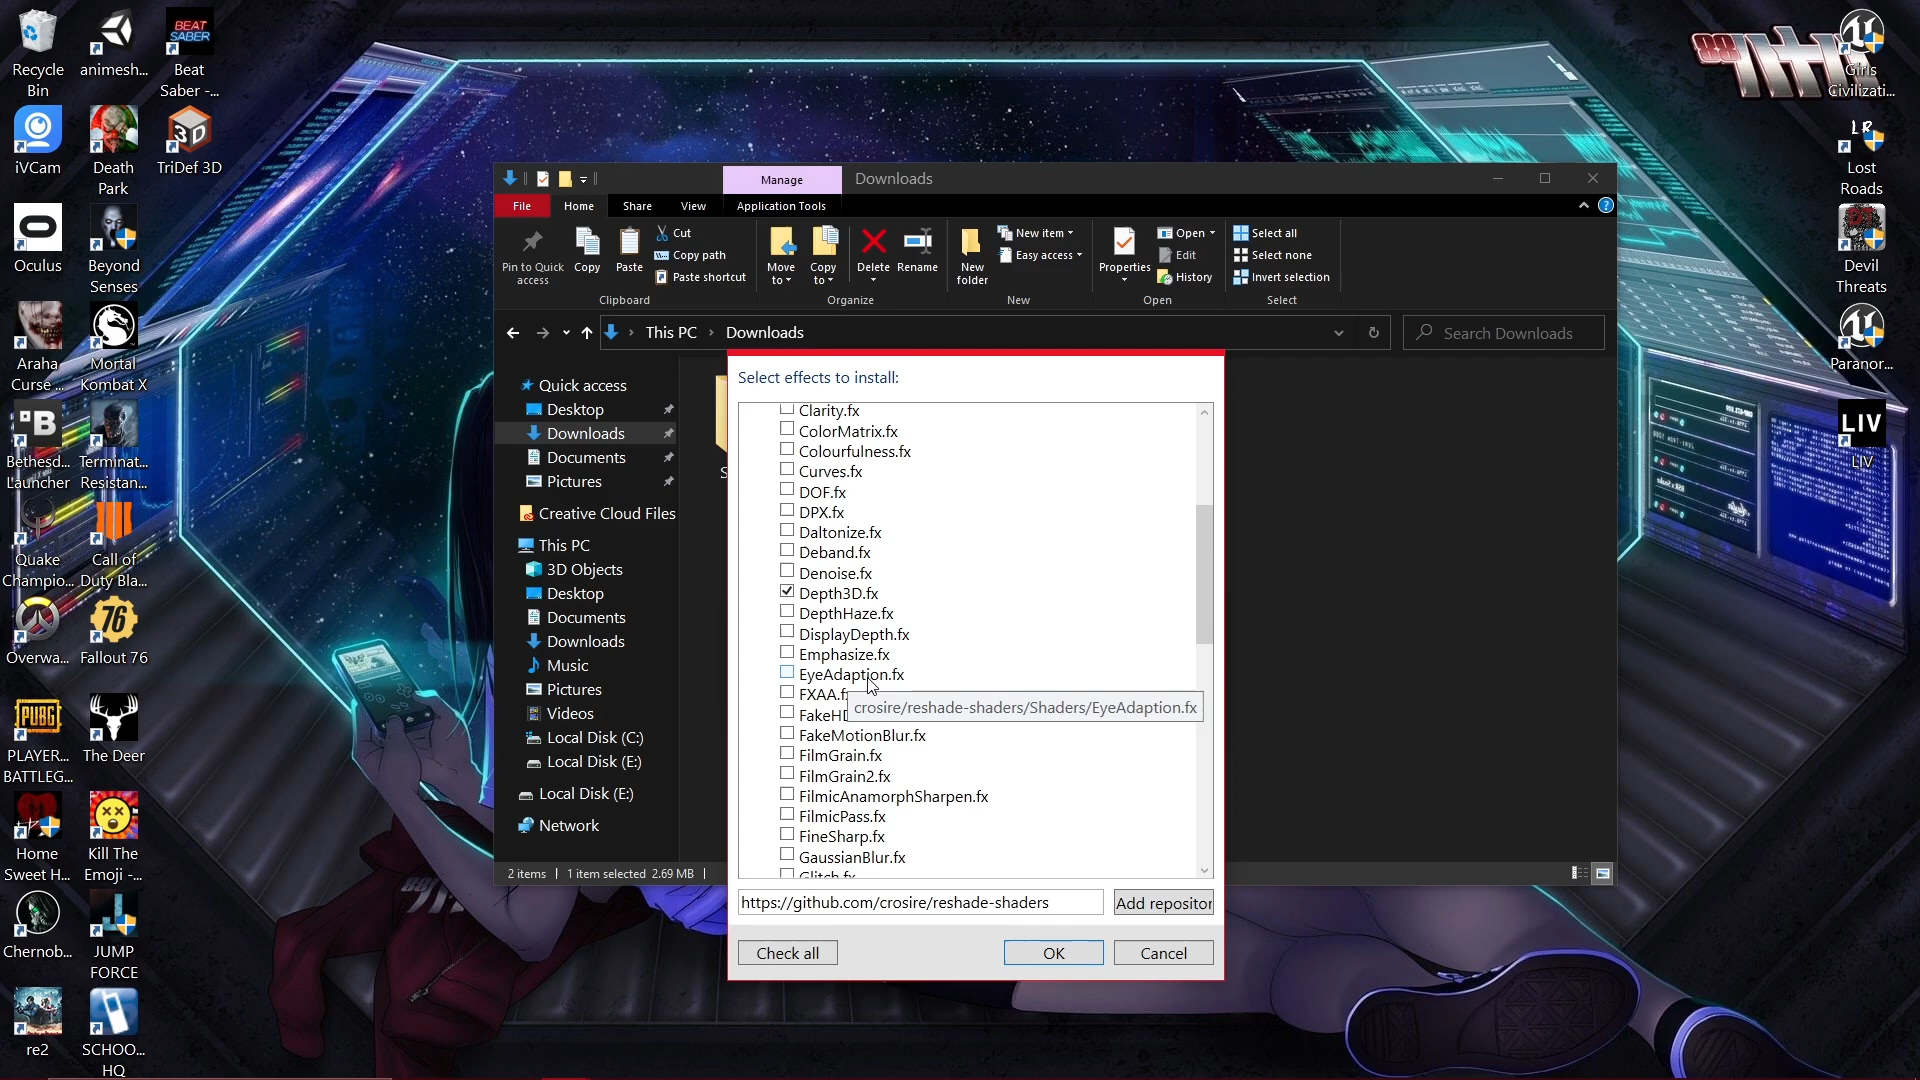 Recycle
Bin
animesh...
BEAT
SABER
Beat
Saber -...
iVCam
Death
Park
3D
TriDef 3D
Oculus
Beyond
Senses
Araha
Curse ...
Mortal
Kombat X
B
Bethesd...
Launcher
Terminat...
Resistan...
Quake
Champio...
Call of
Duty Bla...
76
Overwa...
Fallout 76
PUBG
PLAYER...
BATTLEG...
The Deer
Home
Sweet H...
Kill The
Emoji -...
Chernob...
JUMP
FORCE
re2
SCHOO...
HQ
88
Girls
Civilizati...
LR
Lost
Roads
DT
Devil
Threats
Paranor...
LIV
LIV
Manage
Downloads
File
Home
Share
View
Application Tools
Pin to Quick
access
Copy
Paste
Cut
Copy path
Paste shortcut
Clipboard
Move
to
Copy
to
Delete
Rename
Organize
New
folder
New item
Easy access
New
Properties
Open
Edit
History
Open
Select all
Select none
Invert selection
Select
This PC
Downloads
Search Downloads
Quick access
Desktop
Downloads
Documents
Pictures
Creative Cloud Files
This PC
3D Objects
Desktop
Documents
Downloads
Music
Pictures
Videos
Local Disk (C:)
Local Disk (E:)
Local Disk (E:)
Network
2 items
1 item selected 2.69 MB
S
Select effects to install:
Clarity.fx
ColorMatrix.fx
Colourfulness.fx
Curves.fx
DOF.fx
DPX.fx
Daltonize.fx
Deband.fx
Denoise.fx
Depth3D.fx
DepthHaze.fx
DisplayDepth.fx
Emphasize.fx
EyeAdaption.fx
FXAA.f
crosire/reshade-shaders/Shaders/EyeAdaption.fx
FakeHD
FakeMotionBlur.fx
FilmGrain.fx
FilmGrain2.fx
FilmicAnamorphSharpen.fx
FilmicPass.fx
FineSharp.fx
GaussianBlur.fx
Glitch.fx
https://github.com/crosire/reshade-shaders
Add repositor
Check all
OK
Cancel